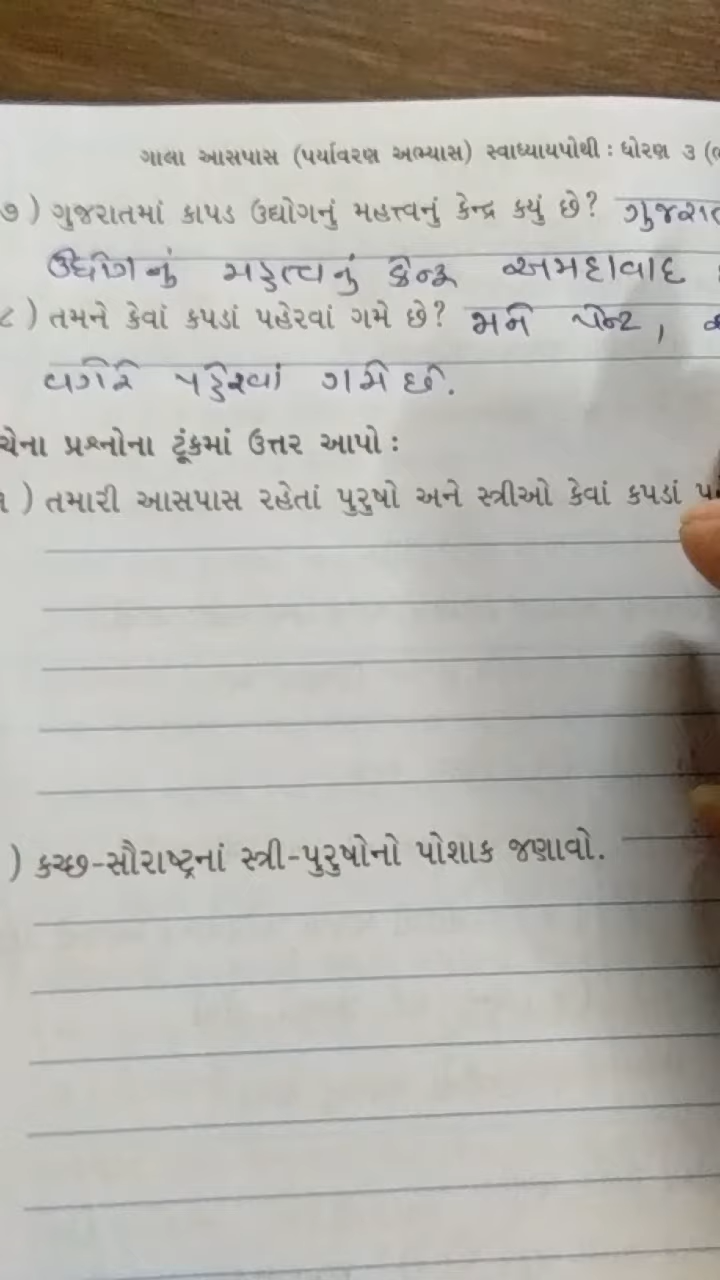 ગાલા આસપાસ (પર્યાવરણ અભ્યાસ) સ્વાધ્યાયપોથી : ધોરણ ૩ (
૭ ) ગુજરાતમાં કાપડ ઉદ્યોગનું મહત્ત્વનું કેન્દ્ર કયું છે? ગુજરાત
ઉદ્યોગનું મહત્વનું કેન્દ્ર અમદાવાદ
૮ ) તમને કેવાં કપડાં પહેરવાં ગમે છે? મને પેન્ટ,
વગેરે પહેરવાં ગમે છે.
ચેના પ્રશ્નોના ટૂંકમાં ઉત્તર આપો :
૧ ) તમારી આસપાસ રહેતાં પુરુષો અને સ્ત્રીઓ કેવાં કપડાં
) કચ્છ-સૌરાષ્ટ્રનાં સ્ત્રી-પુરુષોનો પોશાક જણાવો.